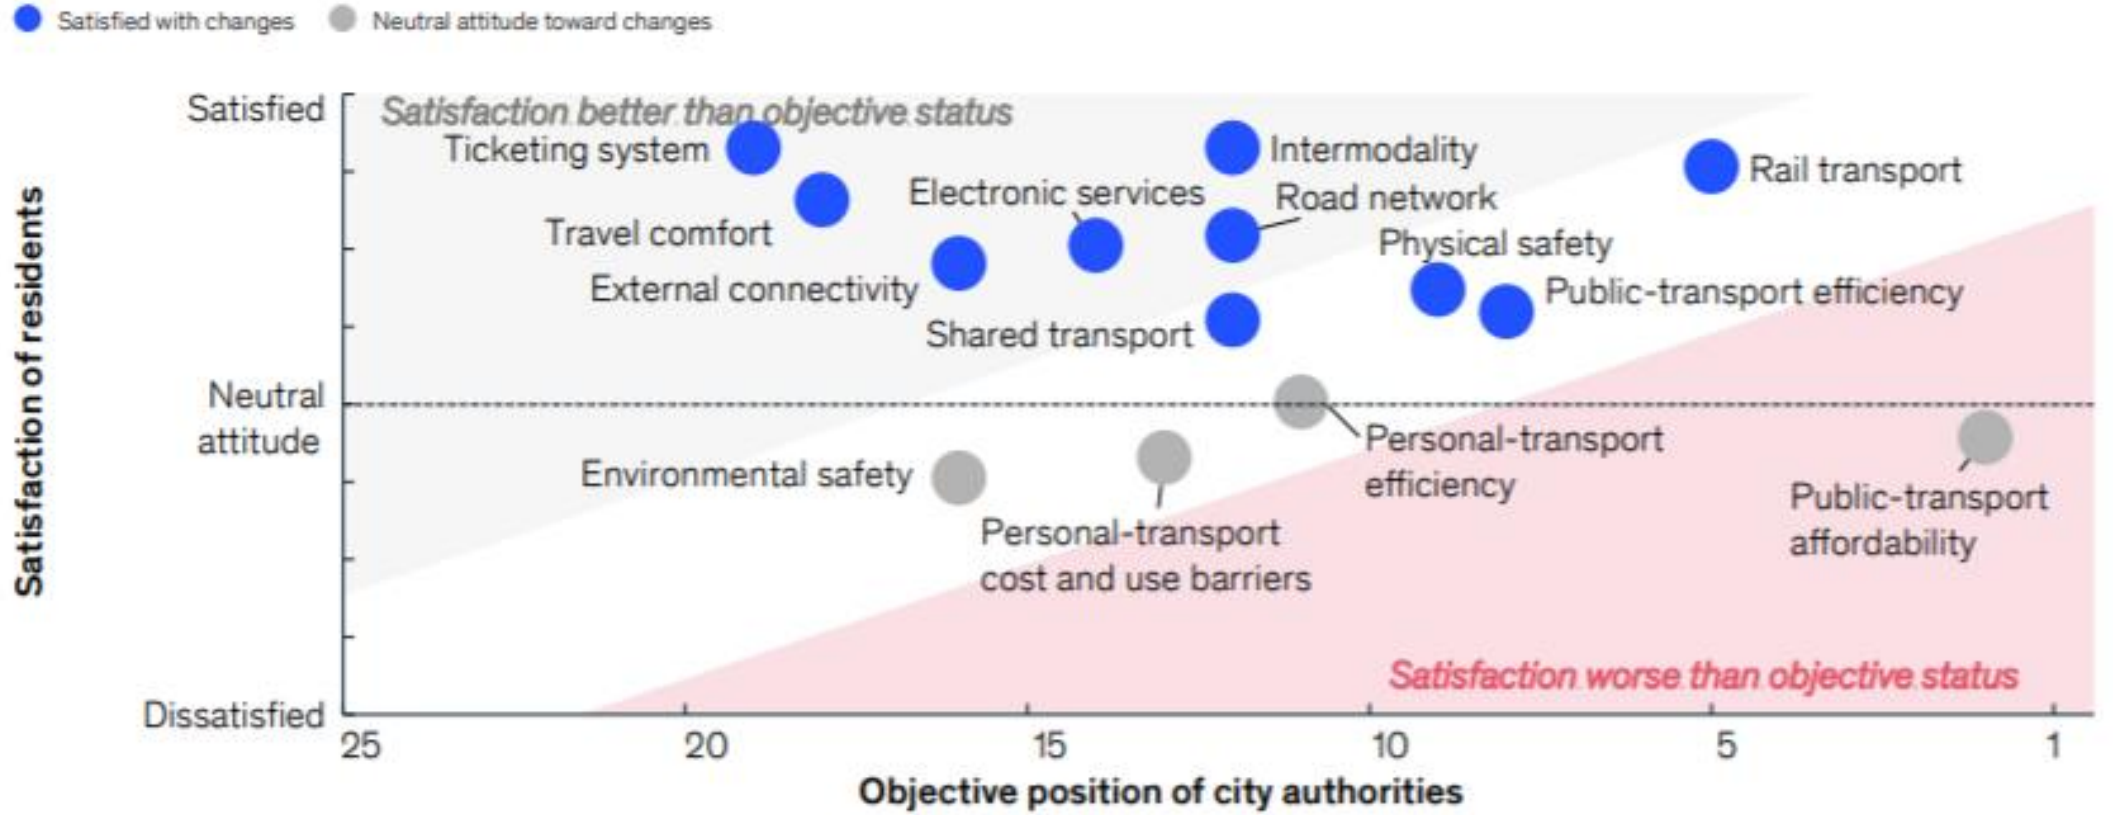 Satisfied with changes
Neutral attitude toward changes
Satisfaction of residents
Satisfied
Neutral
attitude
Dissatisfied
Satisfaction better than objective status
Ticketing system
Intermodality
Rail transport
Electronic services
Road network
Travel comfort
Physical safety
External connectivity
Public-transport efficiency
Shared transport
Personal-transport
efficiency
Environmental safety
Public-transport
affordability
Personal-transport
cost and use barriers
Satisfaction worse than objective status
25
20
15
10
5
1
Objective position of city authorities